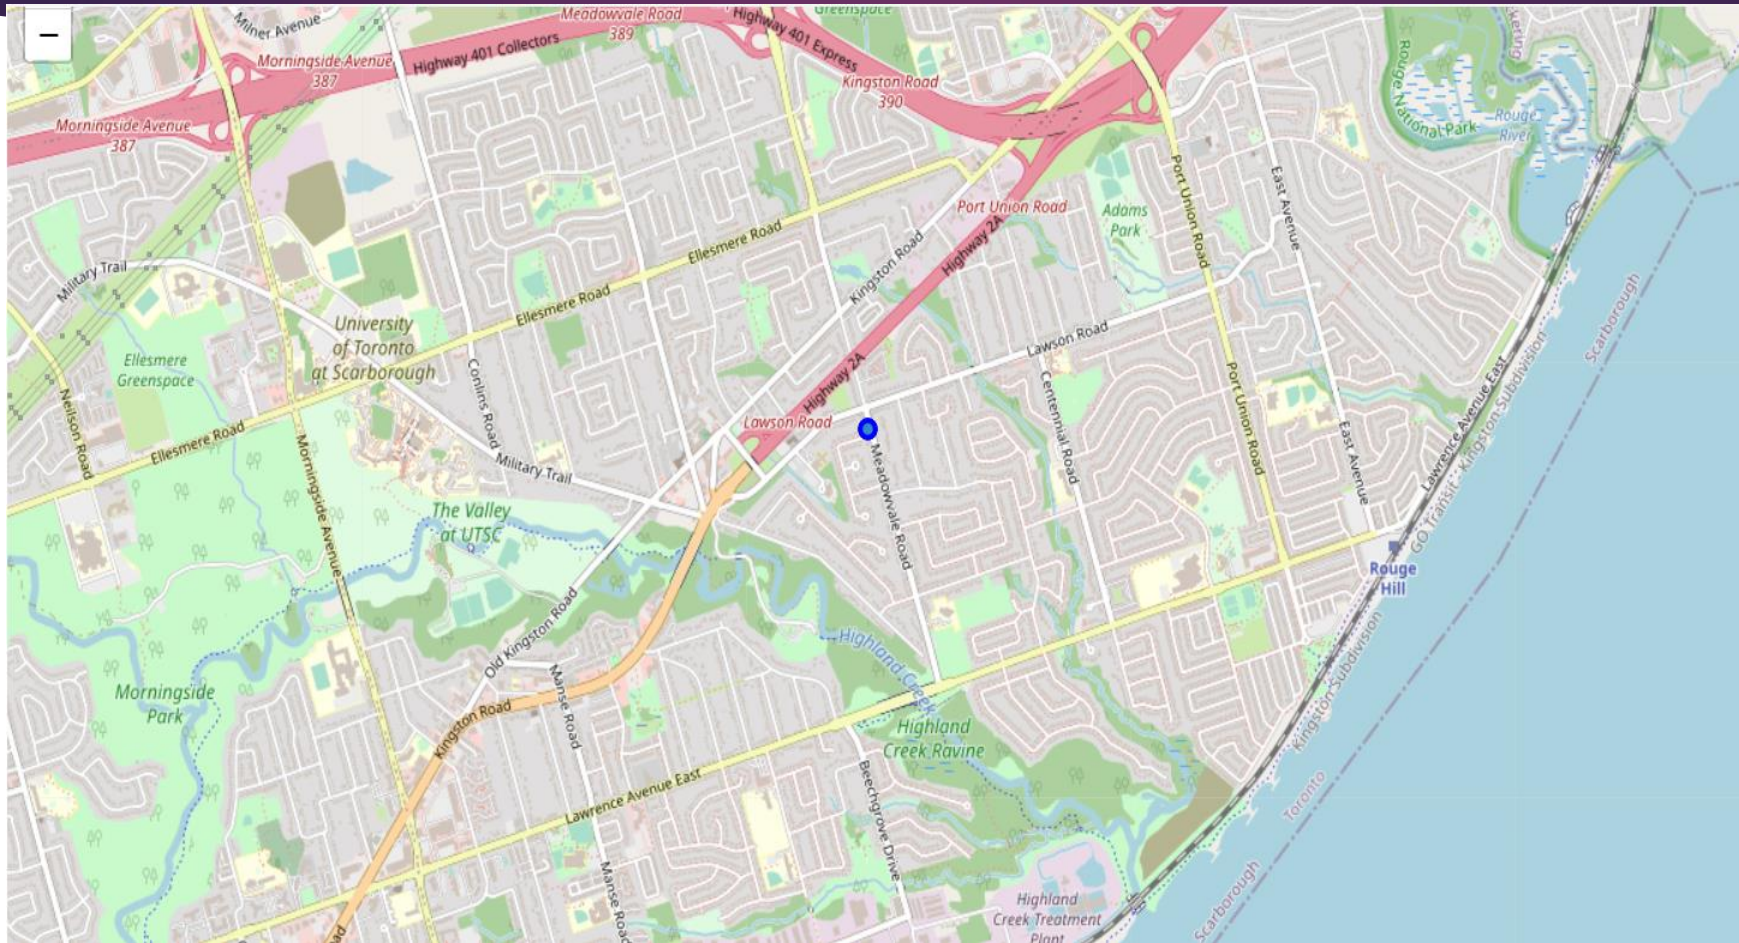 −
Milner Avenue
Meadowvale Road
389
Greenspace
Highway 401 Express
Highway 401 Collectors
Morningside Avenue
387
Kingston Road
390
Morningside Avenue
387
Rouge National Park
Rouge
River
Port Union Road
East Avenue
Port Union Road
Adams
Park
Highway 2A
Ellesmere Road
Kingston Road
Military Trail
Ellesmere Road
University
of Toronto
at Scarborough
Scarborough
Lawson Road
Ellesmere
Greenspace
Conlins Road
Highway 2A
Centennial Road
Port Union Road
Lawrence Avenue East
GO Transit - Kingston Subdivision
Neilson Road
Lawson Road
East Avenue
Ellesmere Road
Morningside Avenue
Military Trail
Meadowvale Road
The Valley
at UTSC
Rouge
Hill
Old Kingston Road
Highland Creek
Kingston Subdivision
Morningside
Park
Manse Road
Kingston Road
Highland
Creek Ravine
Lawrence Avenue East
Beechgrove Drive
Toronto
Manse Road
Scarborough
Highland
Creek Treatment
Plant